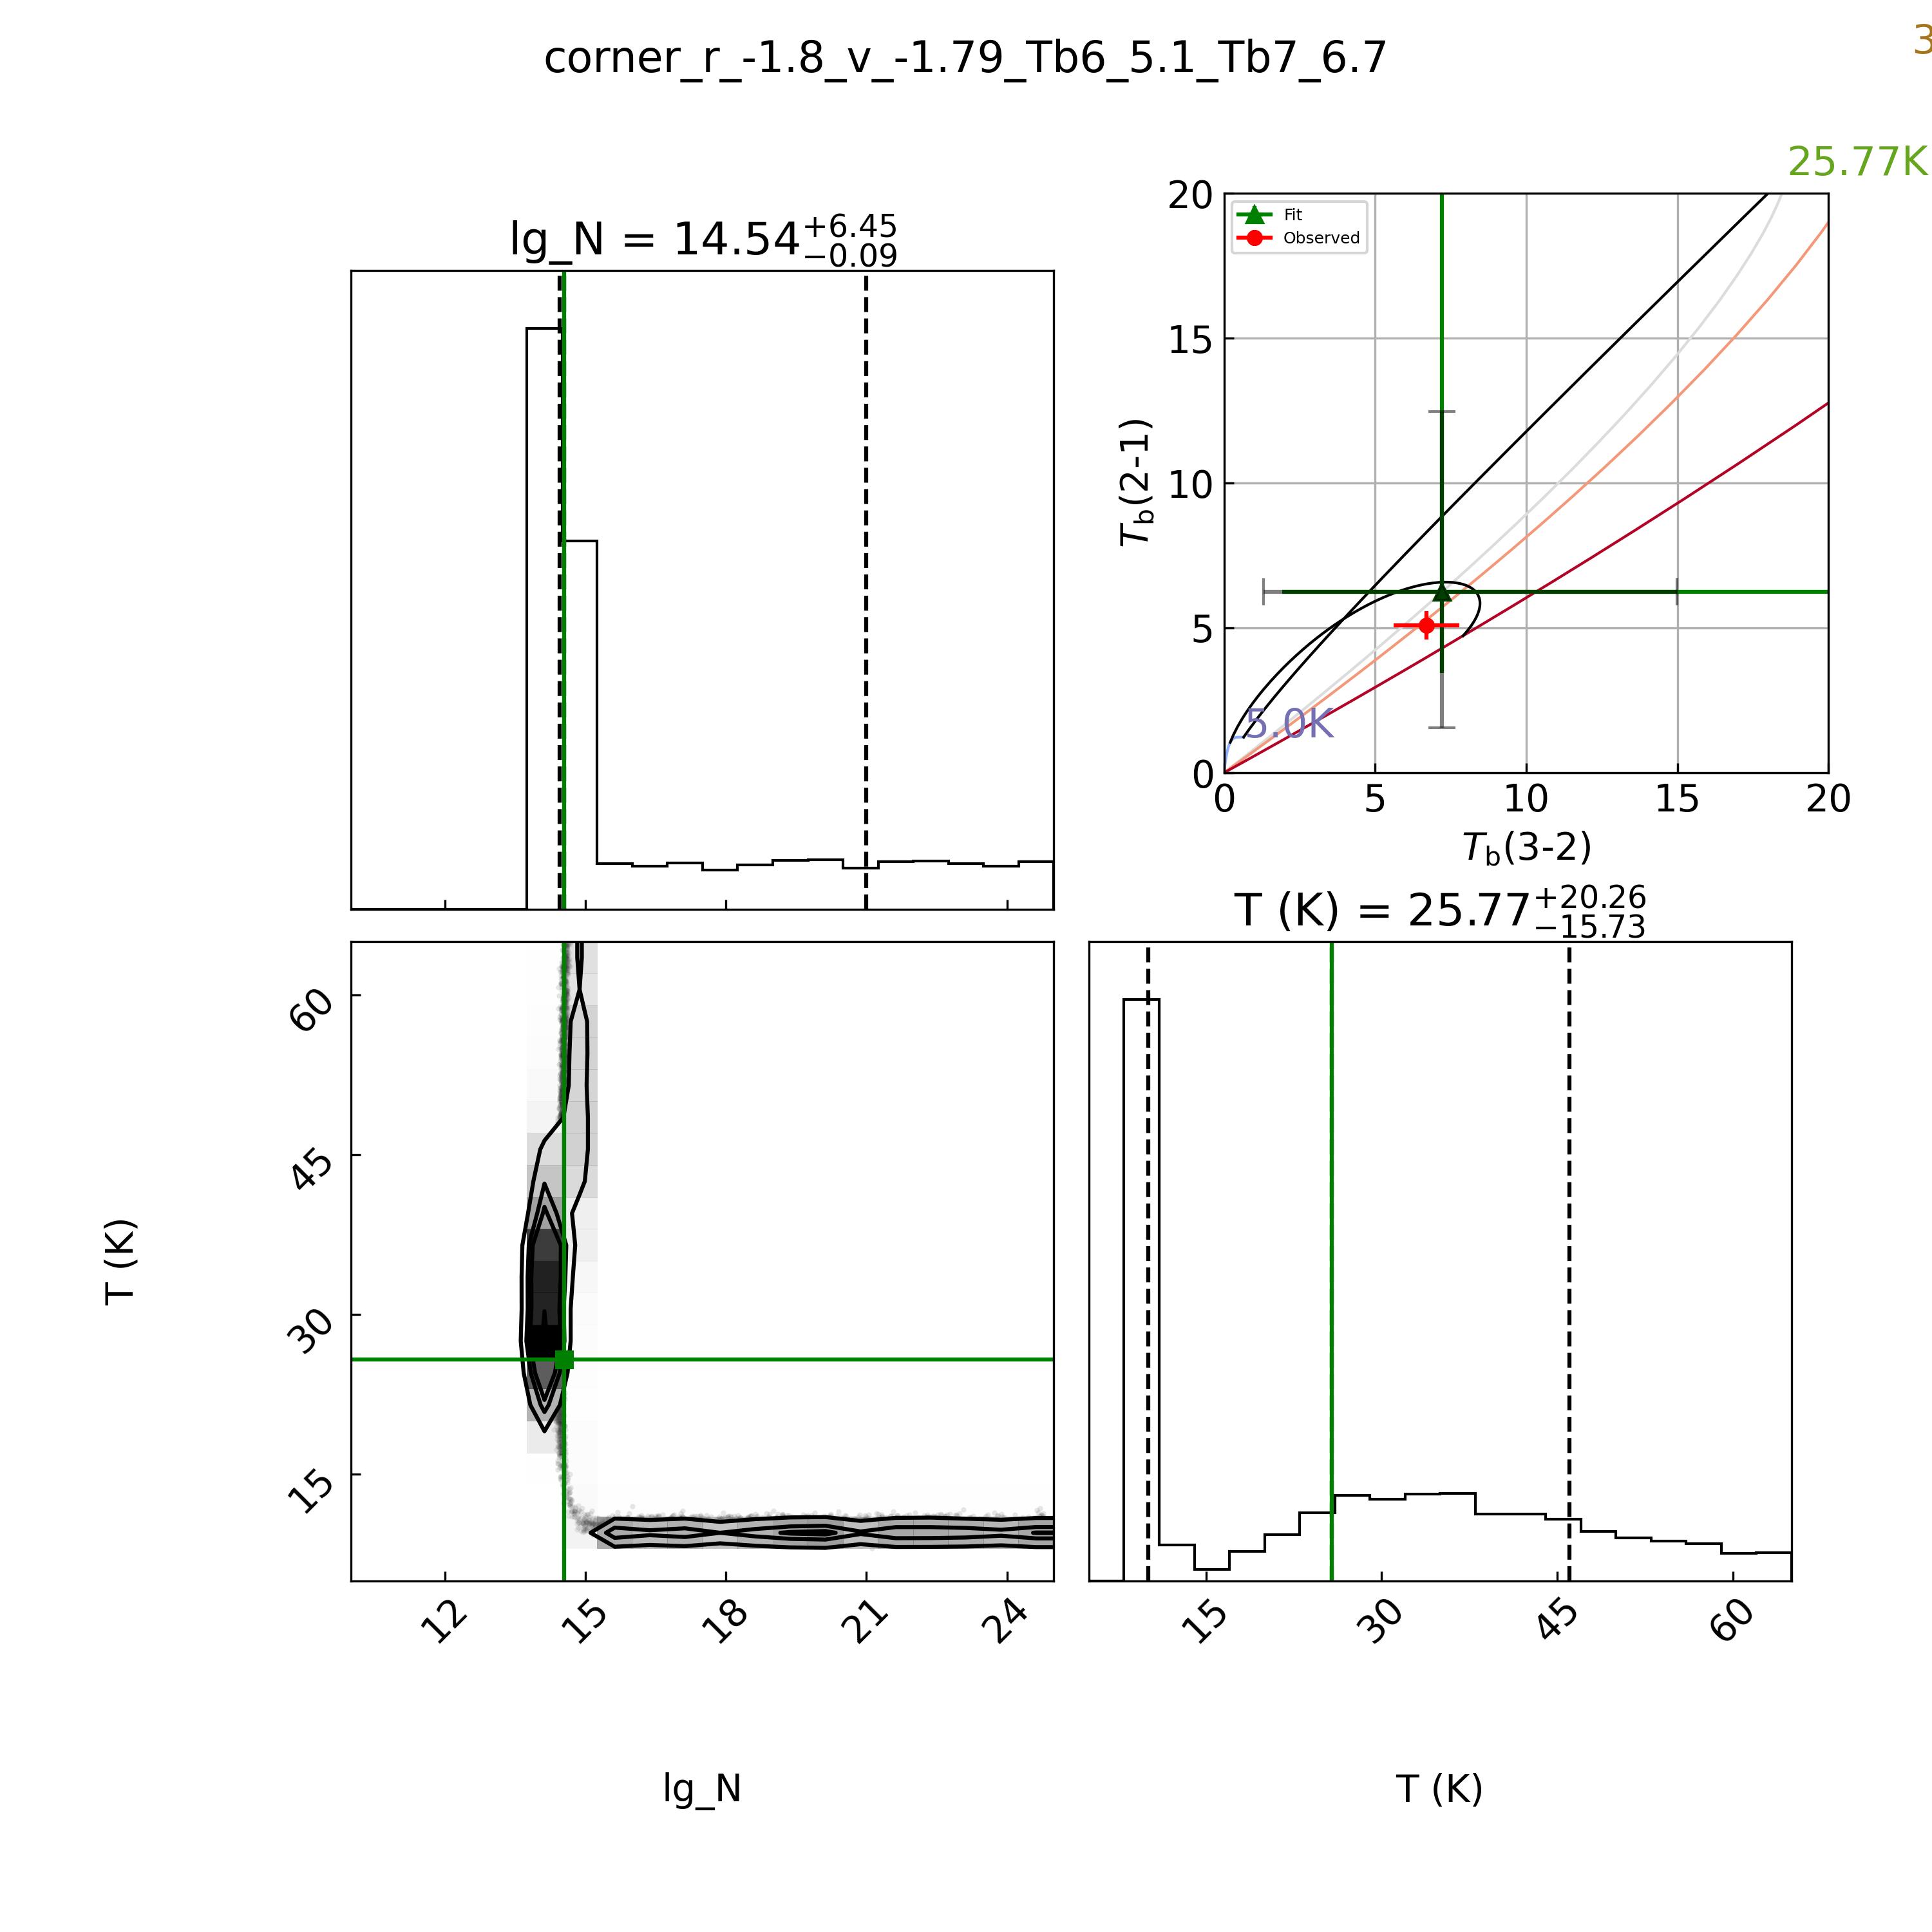 corner_r_-1.8_v_-1.79_Tb6_5.1_Tb7_6.7
3
25.77K
lg_N = 14.54 +6.45 −0.09
20
15
10
5
0
Fit
Observed
5.0K
T_b(2-1)
0 5 10 15 20
T_b(3-2)
T (K) = 25.77 +20.26 −15.73
60
45
30
15
T (K)
12 15 18 21 24
lg_N
15 30 45 60
T (K)